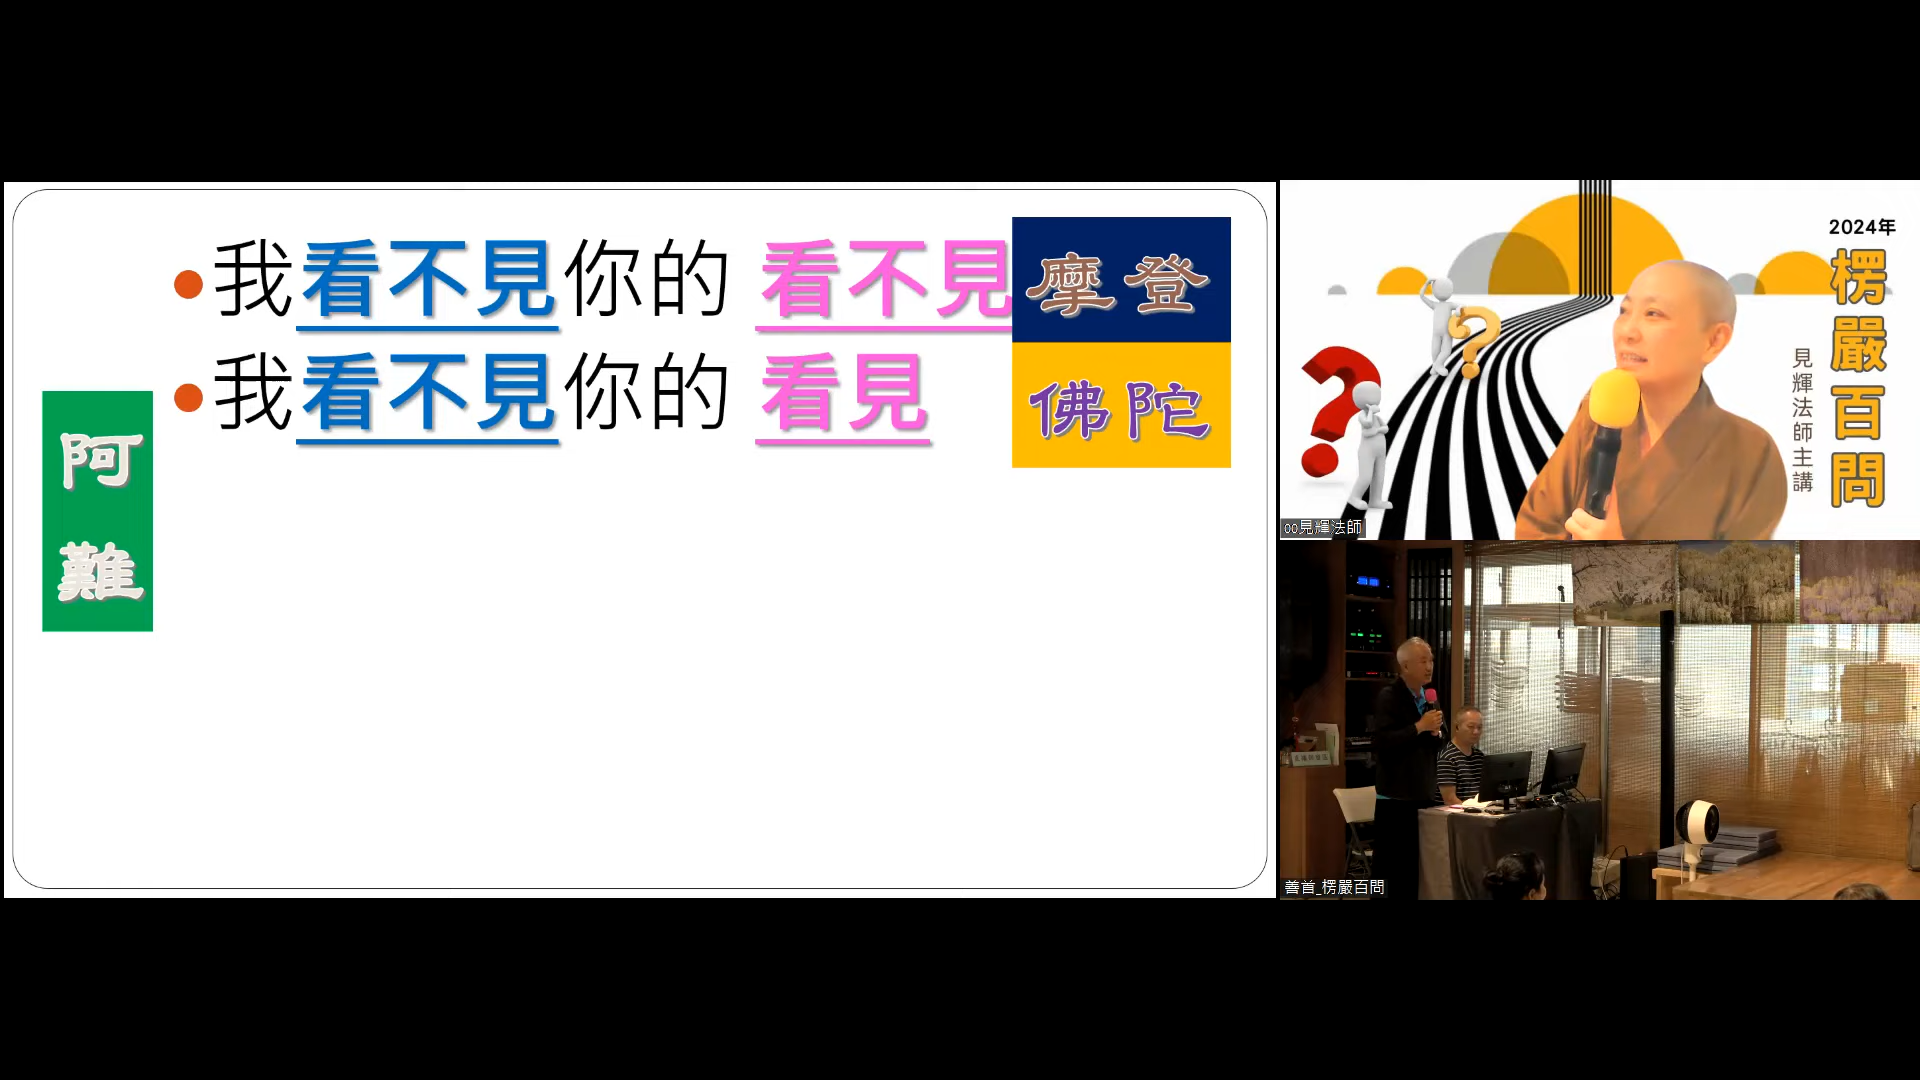 我看不見你的 看不見
摩登
我看不見你的 看見
佛陀
阿
難
2024年
楞嚴百問
見輝法師主講
00見輝法師
善首_楞嚴百問